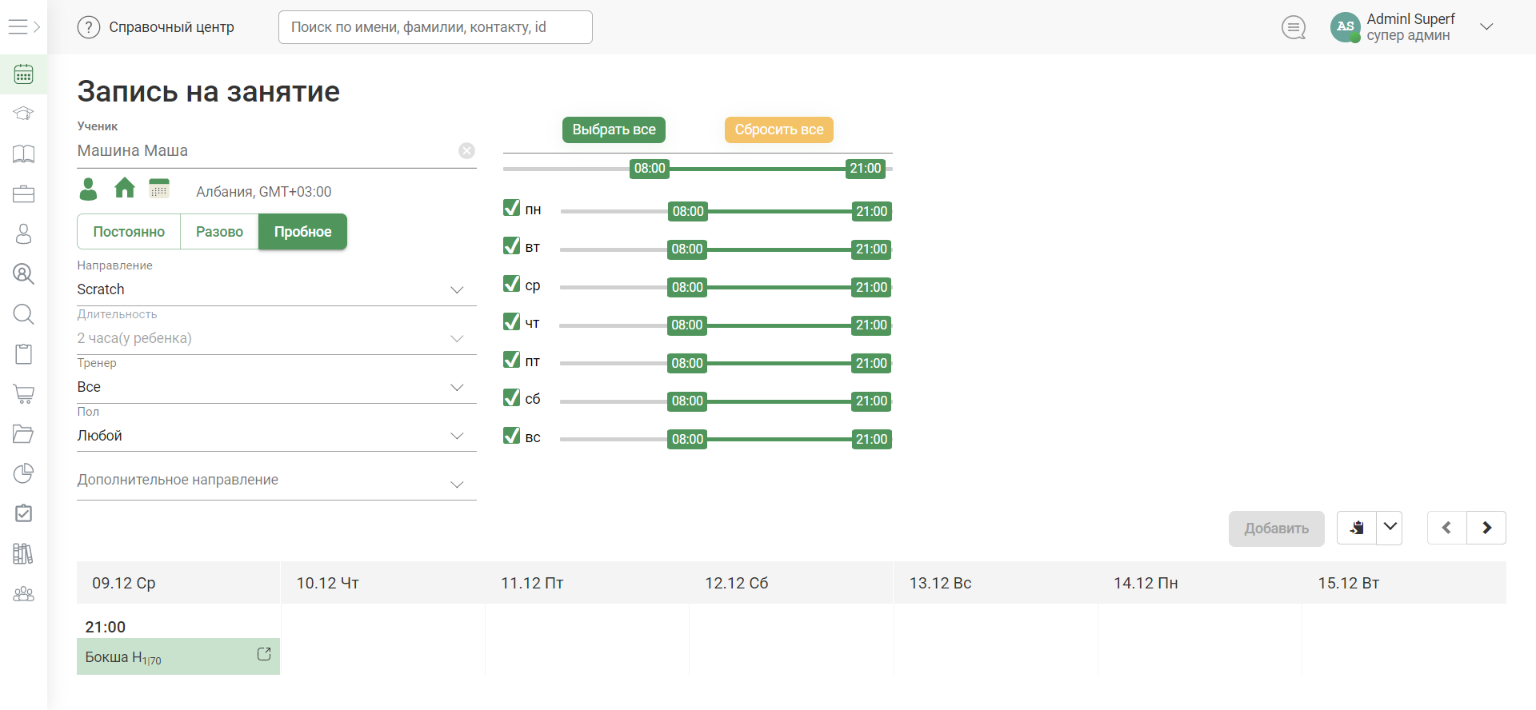 Справочный центр
Поиск по имени, фамилии, контакту, id
AS
Adminl Superf
супер админ
Запись на занятие
Ученик
Машина Маша
Албания, GMT+03:00
Постоянно Разово Пробное
Направление
Scratch
Длительность
2 часа(у ребенка)
Тренер
Все
Пол
Любой
Дополнительное направление
Выбрать все Сбросить все
08:00 21:00
пн 08:00 21:00
вт 08:00 21:00
ср 08:00 21:00
чт 08:00 21:00
пт 08:00 21:00
сб 08:00 21:00
вс 08:00 21:00
Добавить
09.12 Ср 10.12 Чт 11.12 Пт 12.12 Сб 13.12 Вс 14.12 Пн 15.12 Вт
21:00
Бокша Н1|70